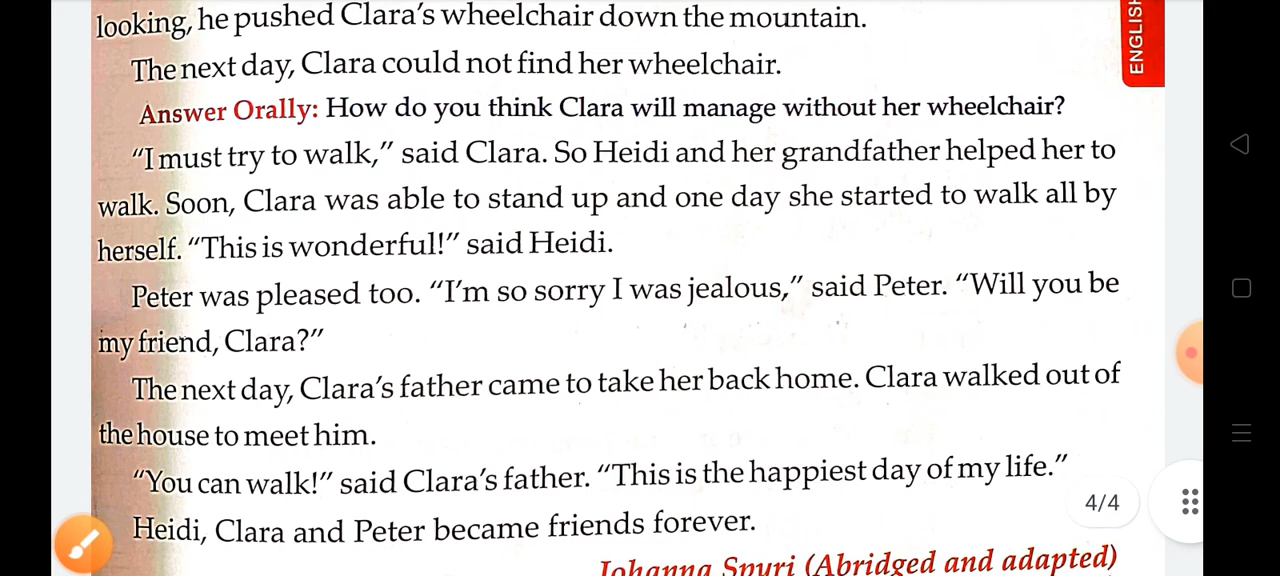 looking, he pushed Clara's wheelchair down the mountain.
The next day, Clara could not find her wheelchair.
Answer Orally: How do you think Clara will manage without her wheelchair?
"I must try to walk," said Clara. So Heidi and her grandfather helped her to
walk. Soon, Clara was able to stand up and one day she started to walk all by
herself. "This is wonderful!" said Heidi.
Peter was pleased too. "I'm so sorry I was jealous," said Peter. "Will you be
my friend, Clara?"
The next day, Clara's father came to take her back home. Clara walked out of
the house to meet him.
"You can walk!" said Clara's father. "This is the happiest day of my life."
Heidi, Clara and Peter became friends forever.
Johanna Spyri (Abridged and adapted)
ENGLISH
4/4